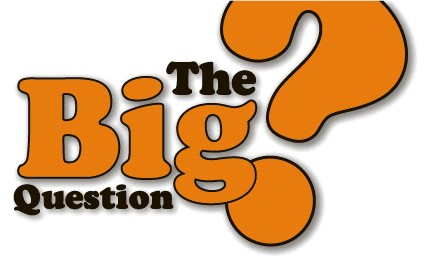 The
Big
Question
?